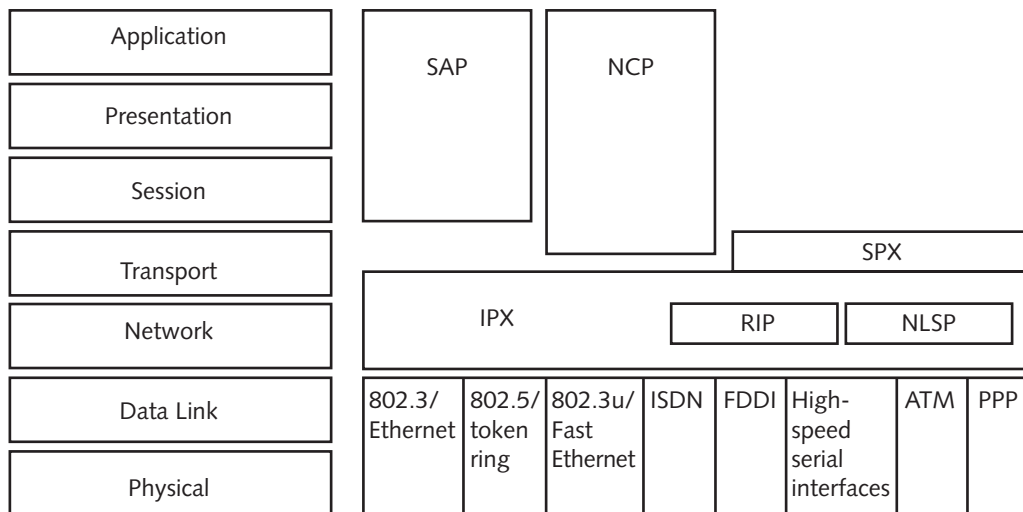 Application
Presentation
Session
Transport
Network
Data Link
Physical
SAP
NCP
SPX
IPX
RIP
NLSP
802.3/
Ethernet
802.5/
token
ring
802.3u/
Fast
Ethernet
ISDN
FDDI
High-
speed
serial
interfaces
ATM
PPP